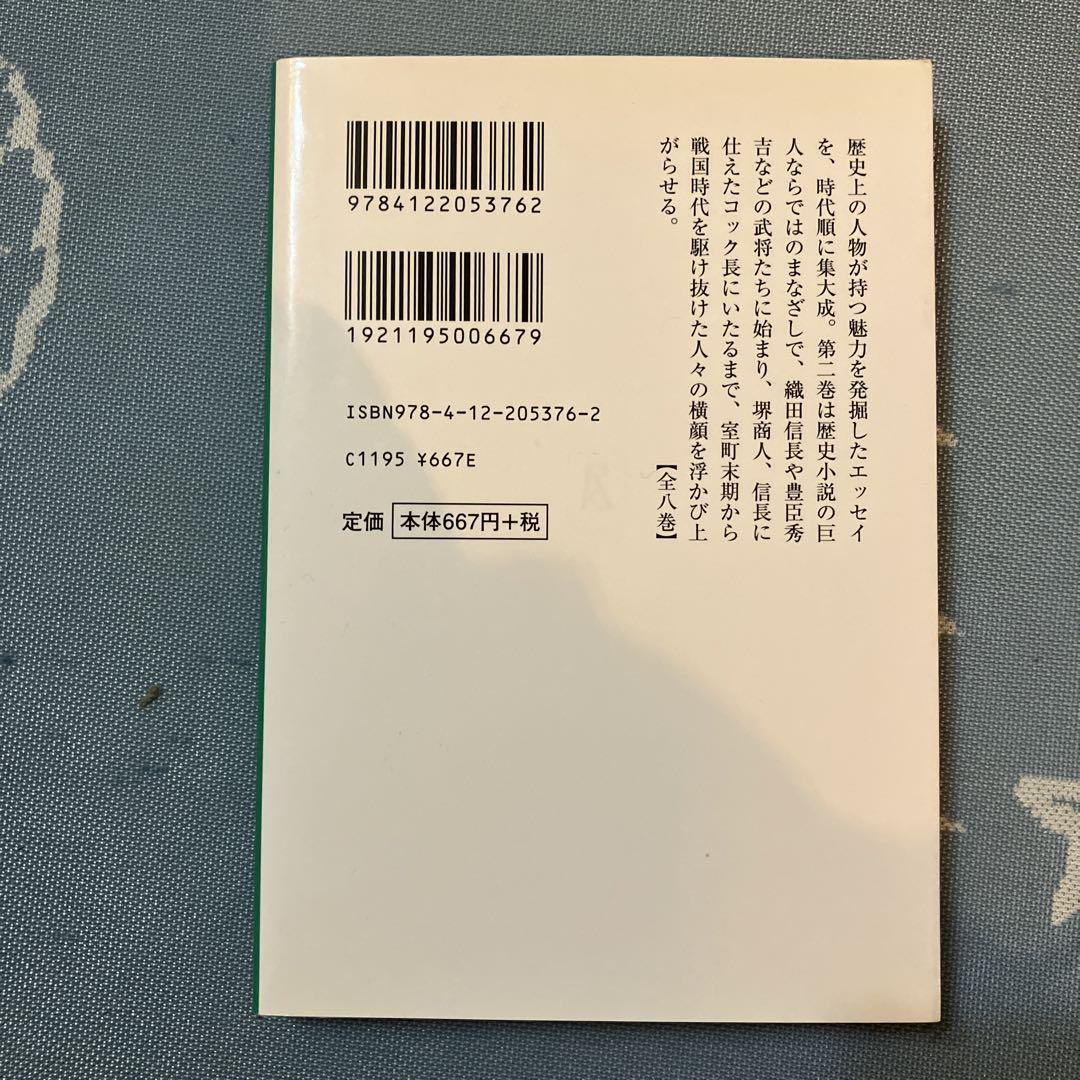 歴史上の人物が持つ魅力を発掘したエッセイ
を、時代順に集大成。第二巻は歴史小説の巨
人ならではのまなざしで、織田信長や豊臣秀
吉などの武将たちに始まり、堺商人、信長に
仕えたコック長にいたるまで、室町末期から
戦国時代を駆け抜けた人々の横顔を浮かび上
がらせる。
【全八巻】
9784122053762
1921195006679
ISBN978-4-12-205376-2
C1195 ¥667E
定価 本体667円+税